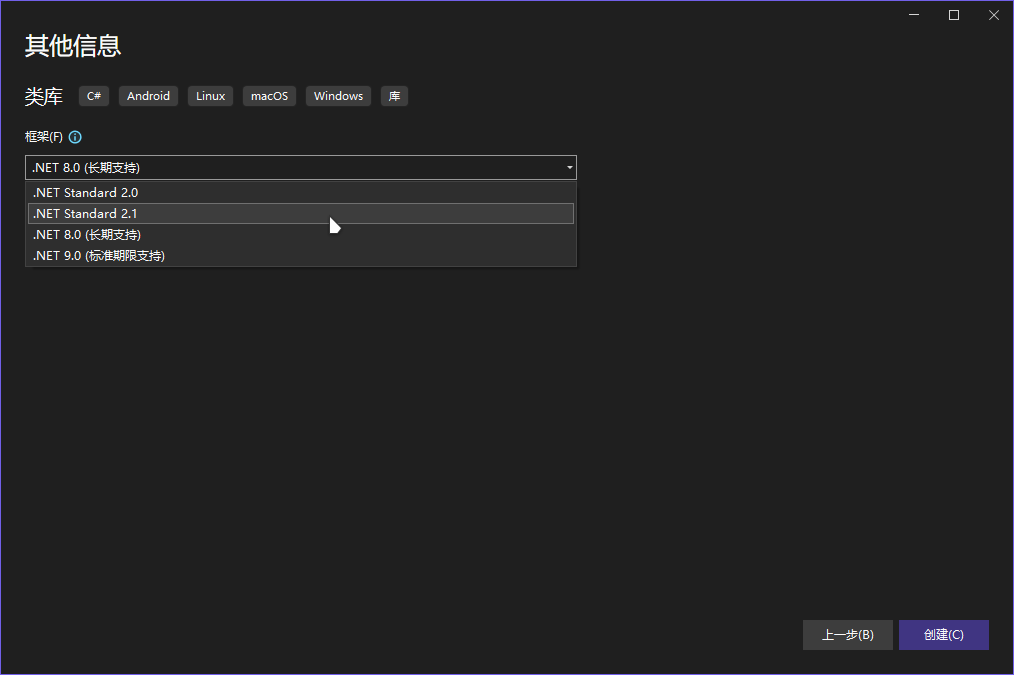 其他信息
类库 C# Android Linux macOS Windows 库
框架(F)
.NET 8.0 (长期支持)
.NET Standard 2.0
.NET Standard 2.1
.NET 8.0 (长期支持)
.NET 9.0 (标准期限支持)
上一步(B) 创建(C)